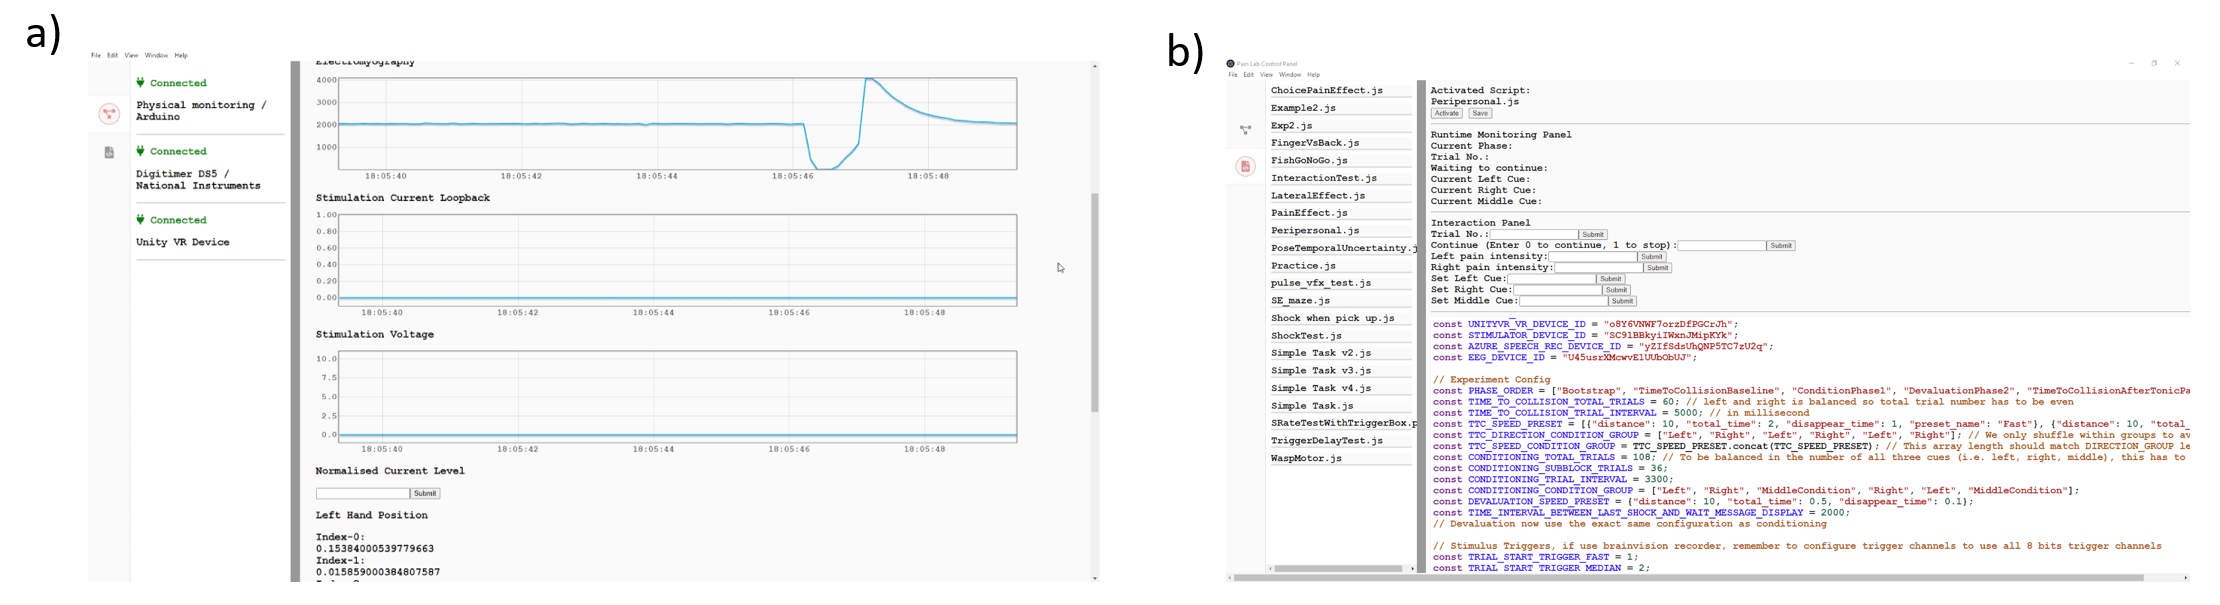 a)
File Edit View Window Help
Connected
Physical monitoring /
Arduino
Connected
Digitimer DS5 /
National Instruments
Connected
Unity VR Device
Electromyography
4000
3000
2000
1000
18:05:40 18:05:42 18:05:44 18:05:46 18:05:48
Stimulation Current Loopback
1.00
0.80
0.60
0.40
0.20
0.00
18:05:40 18:05:42 18:05:44 18:05:46 18:05:48
Stimulation Voltage
10.0
7.5
5.0
2.5
0.0
18:05:40 18:05:42 18:05:44 18:05:46 18:05:48
Normalised Current Level
Submit
Left Hand Position
Index-0:
0.15384000539779663
Index-1:
0.015859000384807587
b)
Pain Lab Control Panel
File Edit View Window Help
ChoicePainEffect.js
Example2.js
Exp2.js
FingerVsBack.js
FishGoNoGo.js
InteractionTest.js
LateralEffect.js
PainEffect.js
Peripersonal.js
PoseTemporalUncertainty.j
Practice.js
pulse_vfx_test.js
SE_maze.js
Shock when pick up.js
ShockTest.js
Simple Task v2.js
Simple Task v3.js
Simple Task v4.js
Simple Task.js
SRateTestWithTriggerBox.p
TriggerDelayTest.js
WaspMotor.js
Activated Script:
Peripersonal.js
Activate Save
Runtime Monitoring Panel
Current Phase:
Trial No.:
Waiting to continue:
Current Left Cue:
Current Right Cue:
Current Middle Cue:
Interaction Panel
Trial No.: Submit
Continue (Enter 0 to continue, 1 to stop): Submit
Left pain intensity: Submit
Right pain intensity: Submit
Set Left Cue: Submit
Set Right Cue: Submit
Set Middle Cue: Submit
const UNITYVR_VR_DEVICE_ID = "o8Y6VNWF7orzDfPGCrJh";
const STIMULATOR_DEVICE_ID = "SC91BBkyiIWxnJMipKYk";
const AZURE_SPEECH_REC_DEVICE_ID = "yZIfSdsUhQNP5TC7zU2q";
const EEG_DEVICE_ID = "U45usrXMcwvE1UUbObUJ";
// Experiment Config
const PHASE_ORDER = ["Bootstrap", "TimeToCollisionBaseline", "ConditionPhase1", "DevaluationPhase2", "TimeToCollisionAfterTonicPa
const TIME_TO_COLLISION_TOTAL_TRIALS = 60; // left and right is balanced so total trial number has to be even
const TIME_TO_COLLISION_TRIAL_INTERVAL = 5000; // in millisecond
const TTC_SPEED_PRESET = [{"distance": 10, "total_time": 2, "disappear_time": 1, "preset_name": "Fast"}, {"distance": 10, "total_
const TTC_DIRECTION_CONDITION_GROUP = ["Left", "Right", "Left", "Right", "Left", "Right"]; // We only shuffle within groups to av
const TTC_SPEED_CONDITION_GROUP = TTC_SPEED_PRESET.concat(TTC_SPEED_PRESET); // This array length should match DIRECTION_GROUP le
const CONDITIONING_TOTAL_TRIALS = 108; // To be balanced in the number of all three cues (i.e. left, right, middle), this has to
const CONDITIONING_SUBBLOCK_TRIALS = 36;
const CONDITIONING_TRIAL_INTERVAL = 3300;
const CONDITIONING_CONDITION_GROUP = ["Left", "Right", "MiddleCondition", "Right", "Left", "MiddleCondition"];
const DEVALUATION_SPEED_PRESET = {"distance": 10, "total_time": 0.5, "disappear_time": 0.1};
const TIME_INTERVAL_BETWEEN_LAST_SHOCK_AND_WAIT_MESSAGE_DISPLAY = 2000;
// Devaluation now use the exact same configuration as conditioning
// Stimulus Triggers, if use brainvision recorder, remember to configure trigger channels to use all 8 bits trigger channels
const TRIAL_START_TRIGGER_FAST = 1;
const TRIAL_START_TRIGGER_MEDIAN = 2;